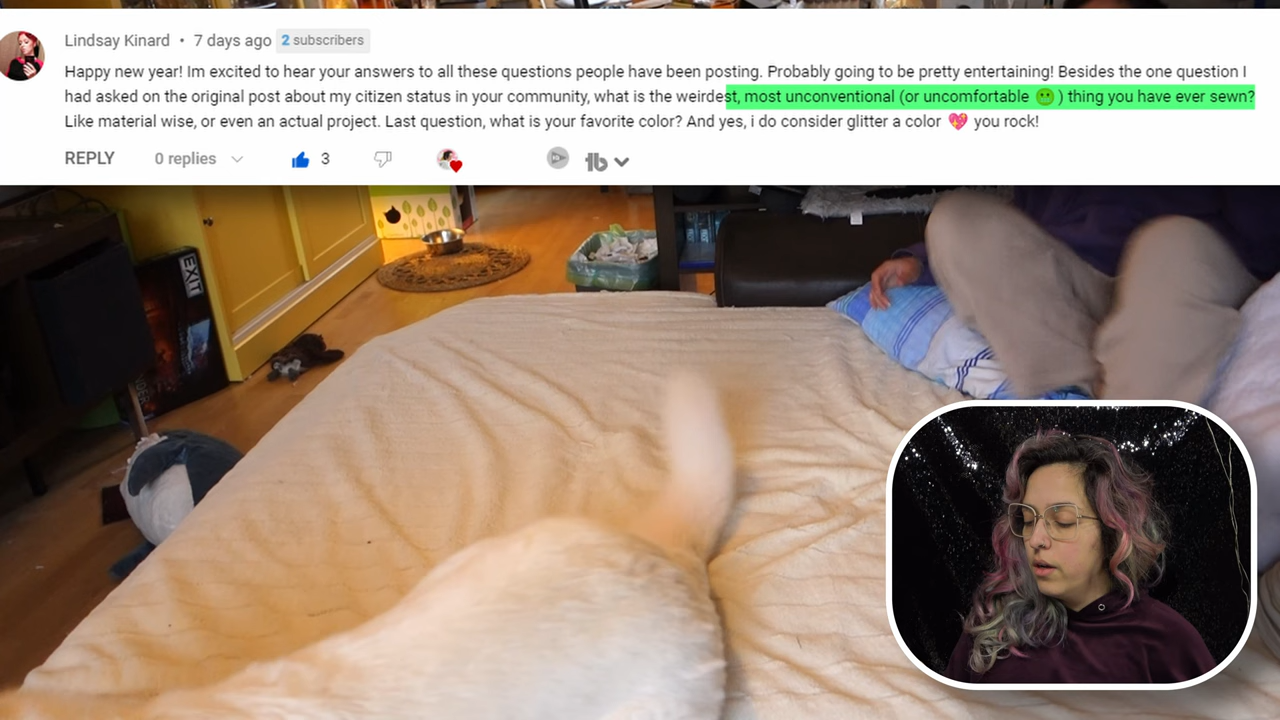 Lindsay Kinard • 7 days ago 2 subscribers
Happy new year! Im excited to hear your answers to all these questions people have been posting. Probably going to be pretty entertaining! Besides the one question I
had asked on the original post about my citizen status in your community, what is the weirdest, most unconventional (or uncomfortable 😬 ) thing you have ever sewn?
Like material wise, or even an actual project. Last question, what is your favorite color? And yes, i do consider glitter a color 💖 you rock!
REPLY 0 replies 3 tb
EXIT